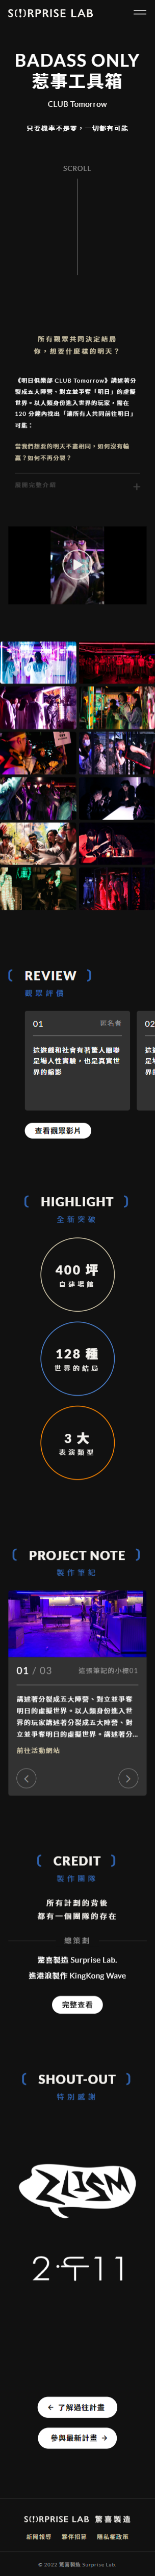 SURPRISE LAB
BADASS ONLY
惹事工具箱
CLUB Tomorrow
只要機率不是零，一切都有可能
SCROLL
所有觀眾共同決定結局
你，想要什麼樣的明天？
《明日俱樂部 CLUB Tomorrow》講述著分
裂成五大陣營、對立並爭奪「明日」的虛擬
世界。以人類身份進入世界的玩家，需在
120 分鐘內找出「讓所有人共同前往明日」
可能：
當我們想要的明天不盡相同，如何沒有輸
贏？如何不再分裂？
展開完整介紹
REVIEW
觀眾評價
01
匿名者
這遊戲和社會有著驚人關聯
是場人性實驗，也是真實世
界的縮影
02
查看觀眾影片
HIGHLIGHT
全新突破
400 坪
自建場館
128 種
世界的結局
3 大
表演類型
PROJECT NOTE
製作筆記
01 / 03
這張筆記的小標01
講述著分裂成五大陣營、對立並爭奪
明日的虛擬世界。以人類身份進入世
界的玩家講述著分裂成五大陣營、對
立並爭奪明日的虛擬世界。講述著分...
前往活動網站
CREDIT
製作團隊
所有計劃的背後
都有一個團隊的存在
總策劃
驚喜製造 Surprise Lab.
進港浪製作 KingKong Wave
完整查看
SHOUT-OUT
特別感謝
了解過往計畫
參與最新計畫
SURPRISE LAB 驚喜製造
新聞報導 夥伴招募 隱私權政策
© 2022 驚喜製造 Surprise Lab.